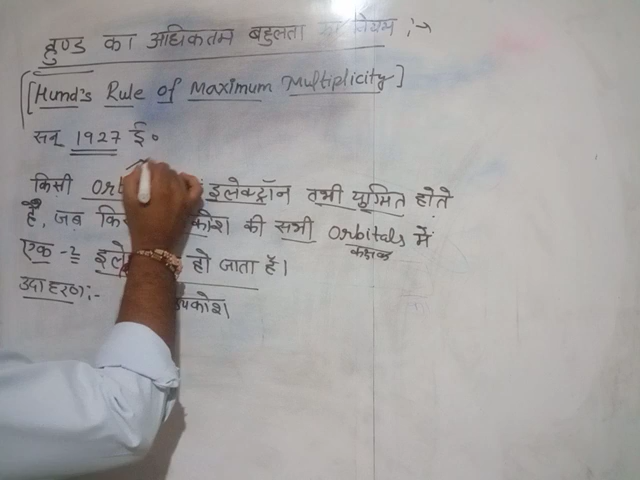 हुण्ड का अधिकतम बहुलता का नियम :→
[Hund's Rule of Maximum Multiplicity]
सन् 1927 ई०
किसी इलेक्ट्रॉन तभी युग्मित होते
हैं, जब की सभी Orbitals में
कक्षक
एक -2 हो जाता है।
उदाहरण:- उपकोश